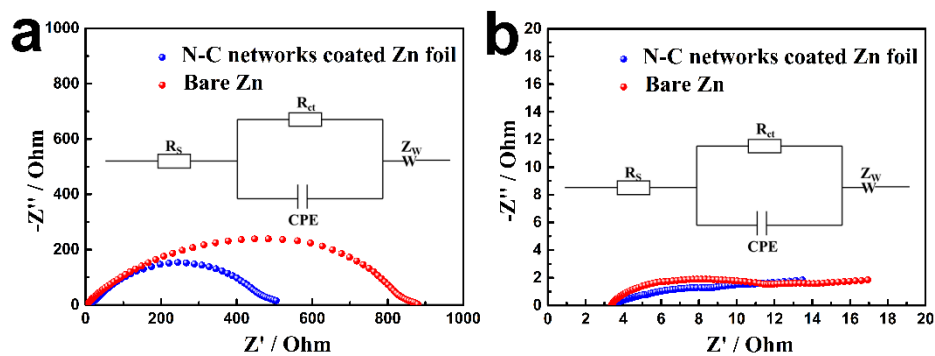 a
1000
800
600
400
200
0
0 200 400 600 800 1000
-Z'' / Ohm
Z' / Ohm
N-C networks coated Zn foil
Bare Zn
R_ct
R_S
Z_W
W
CPE
b
20
18
16
14
12
10
8
6
4
2
0
0 2 4 6 8 10 12 14 16 18 20
-Z'' / Ohm
Z' / Ohm
N-C networks coated Zn foil
Bare Zn
R_ct
R_S
Z_W
W
CPE